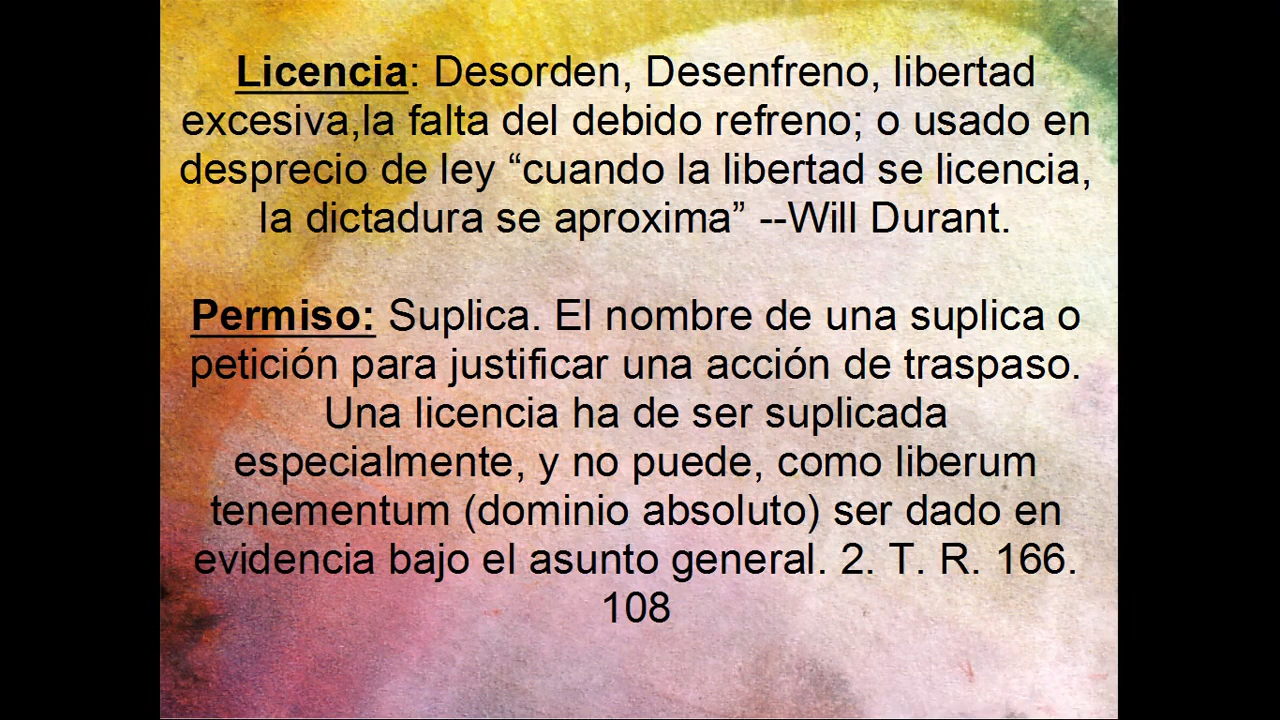 Licencia: Desorden, Desenfreno, libertad
excesiva,la falta del debido refreno; o usado en
desprecio de ley “cuando la libertad se licencia,
la dictadura se aproxima” --Will Durant.
Permiso: Suplica. El nombre de una suplica o
petición para justificar una acción de traspaso.
Una licencia ha de ser suplicada
especialmente, y no puede, como liberum
tenementum (dominio absoluto) ser dado en
evidencia bajo el asunto general. 2. T. R. 166.
108